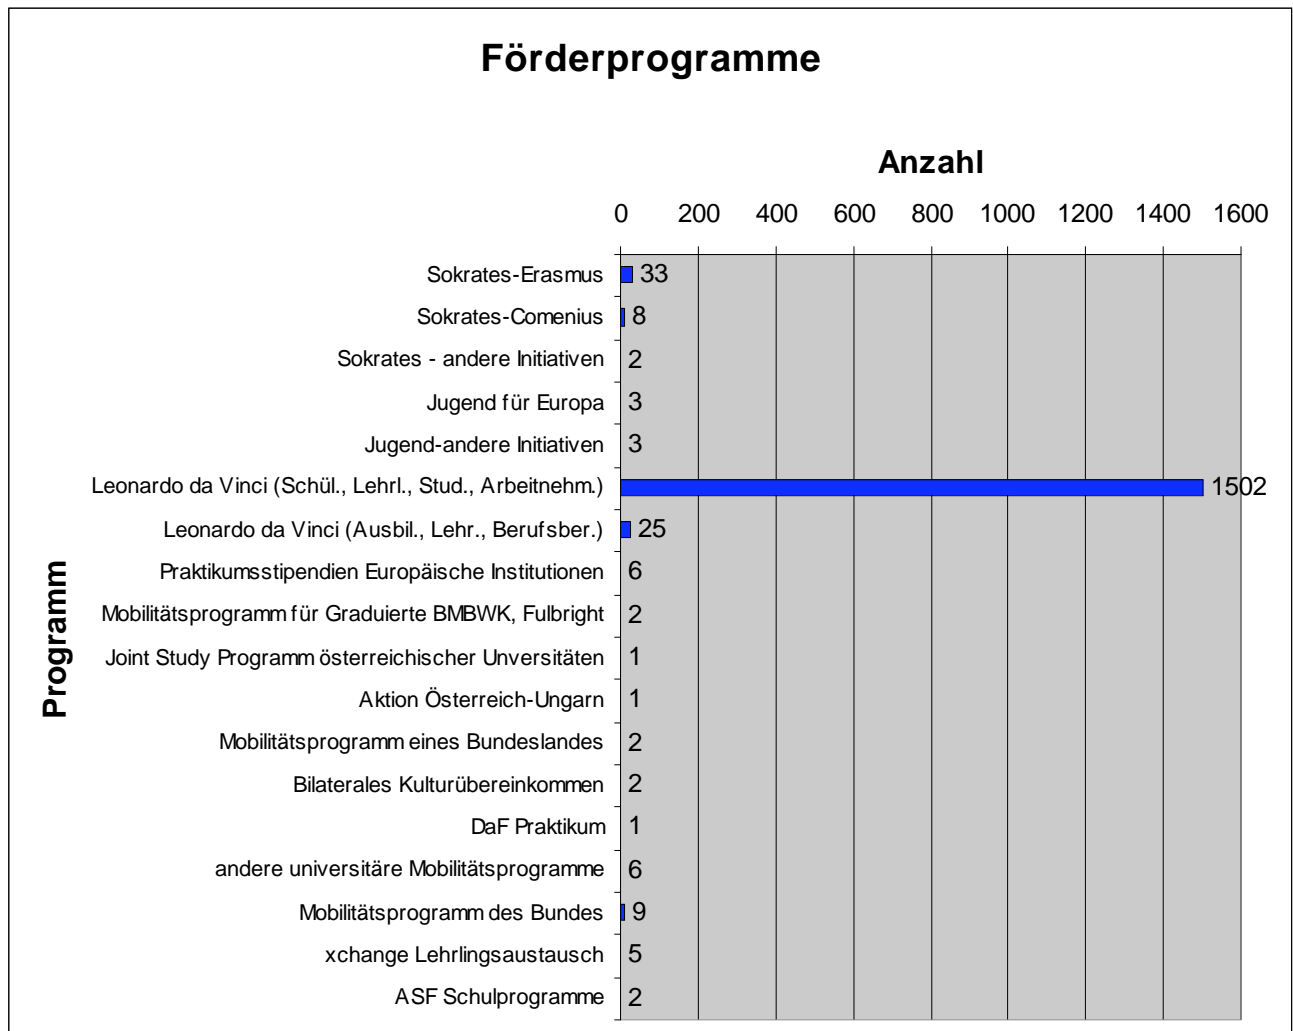 Förderprogramme
Anzahl
0 200 400 600 800 1000 1200 1400 1600
Programm
Sokrates-Erasmus 33
Sokrates-Comenius 8
Sokrates - andere Initiativen 2
Jugend für Europa 3
Jugend-andere Initiativen 3
Leonardo da Vinci (Schül., Lehrl., Stud., Arbeitnehm.) 1502
Leonardo da Vinci (Ausbil., Lehr., Berufsber.) 25
Praktikumsstipendien Europäische Institutionen 6
Mobilitätsprogramm für Graduierte BMBWK, Fulbright 2
Joint Study Programm österreichischer Unversitäten 1
Aktion Österreich-Ungarn 1
Mobilitätsprogramm eines Bundeslandes 2
Bilaterales Kulturübereinkommen 2
DaF Praktikum 1
andere universitäre Mobilitätsprogramme 6
Mobilitätsprogramm des Bundes 9
xchange Lehrlingsaustausch 5
ASF Schulprogramme 2